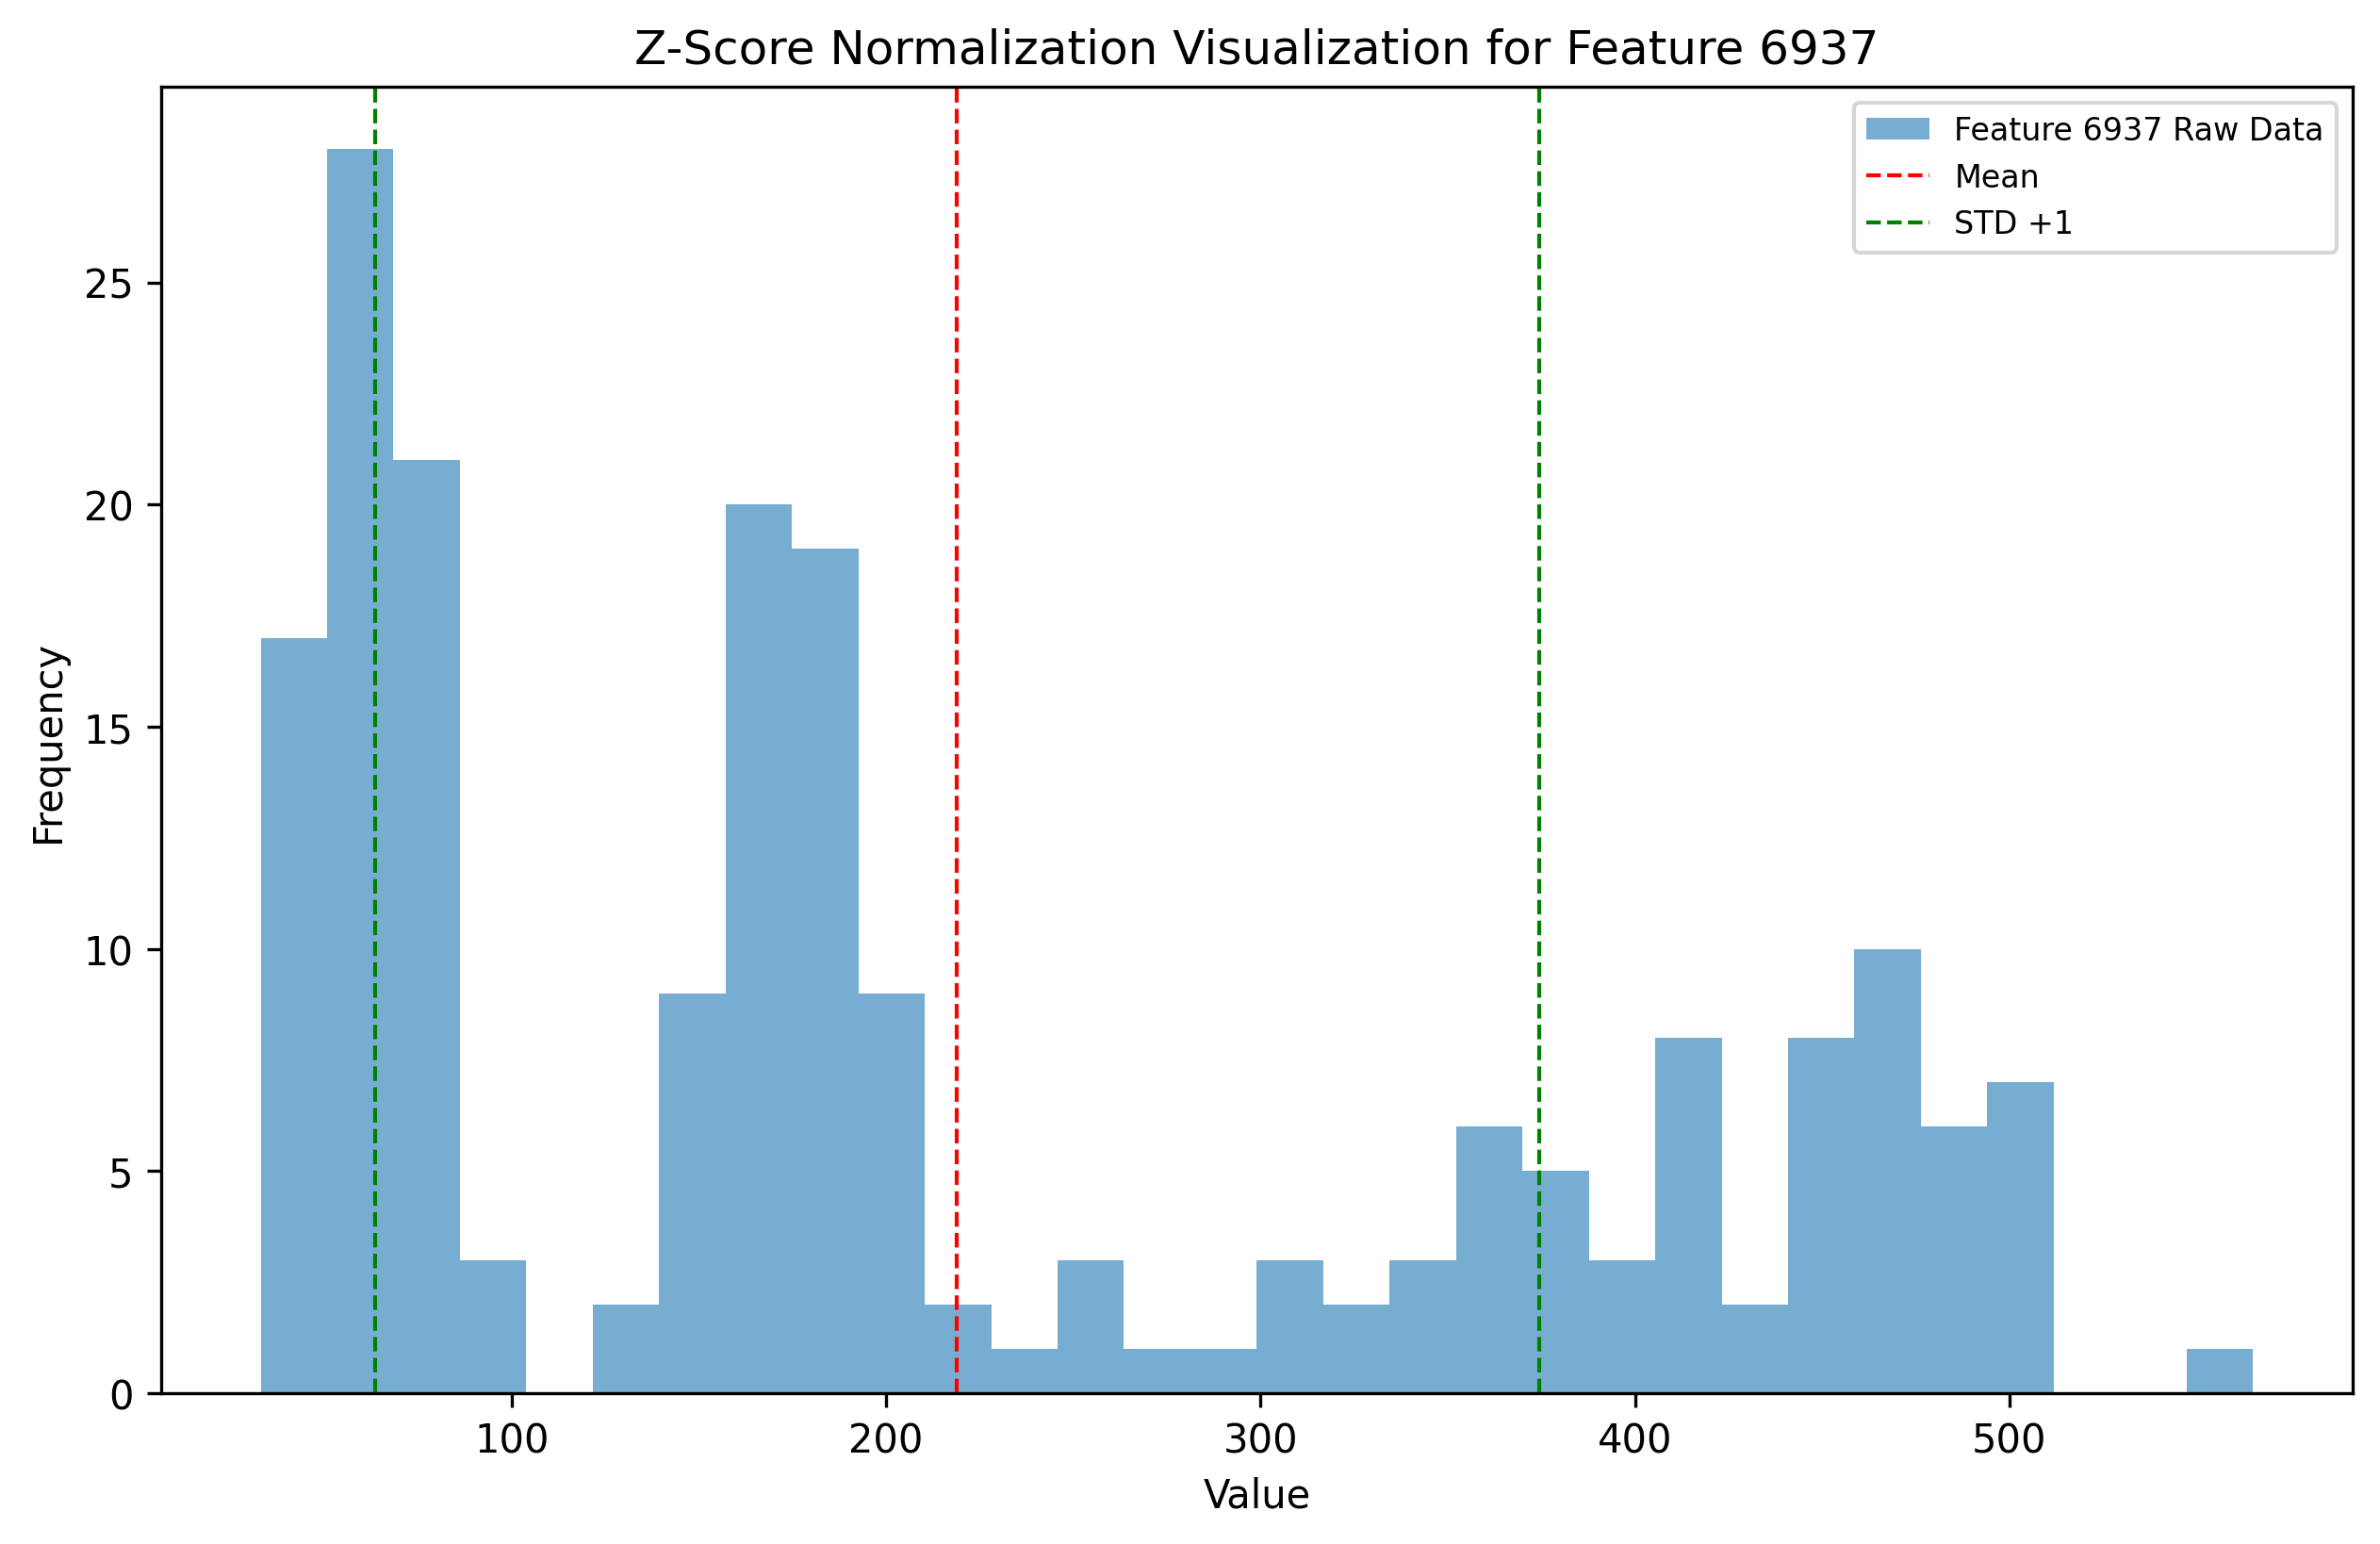 Z-Score Normalization Visualization for Feature 6937
Feature 6937 Raw Data
Mean
STD +1
Frequency
25
20
15
10
5
0
100 200 300 400 500
Value